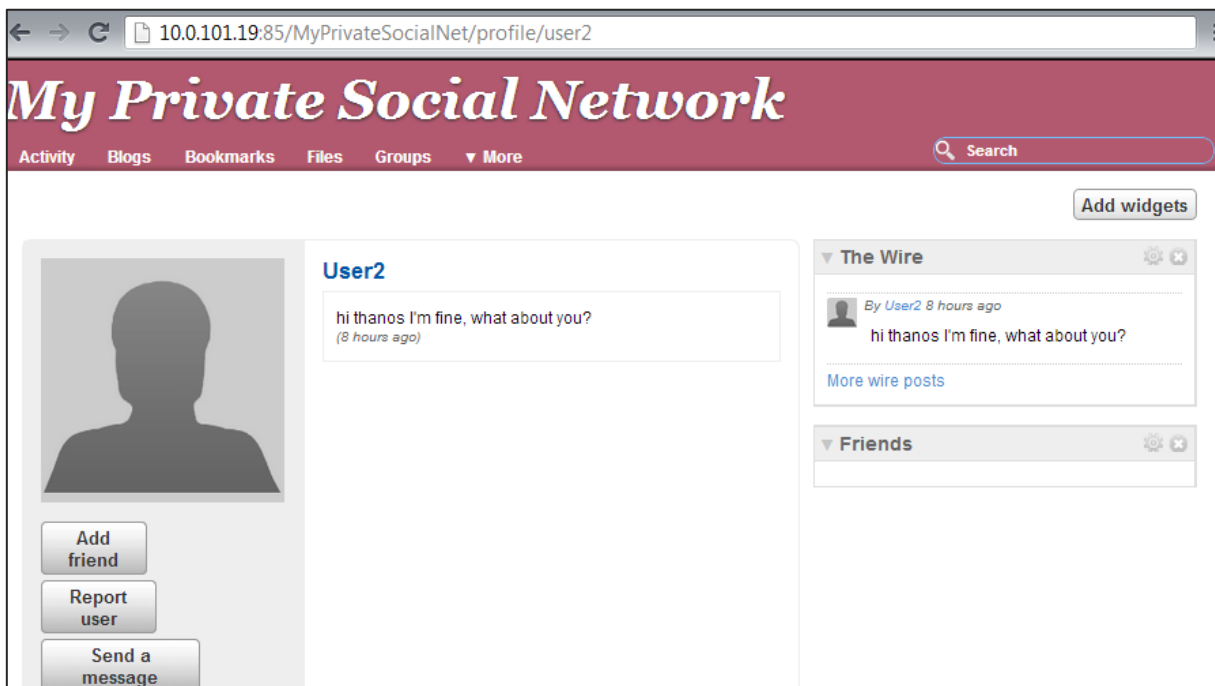 10.0.101.19:85/MyPrivateSocialNet/profile/user2
My Private Social Network
Activity Blogs Bookmarks Files Groups ▼ More
Search
Add widgets
User2
hi thanos I'm fine, what about you?
(8 hours ago)
The Wire
By User2 8 hours ago
hi thanos I'm fine, what about you?
More wire posts
Friends
Add
friend
Report
user
Send a
message